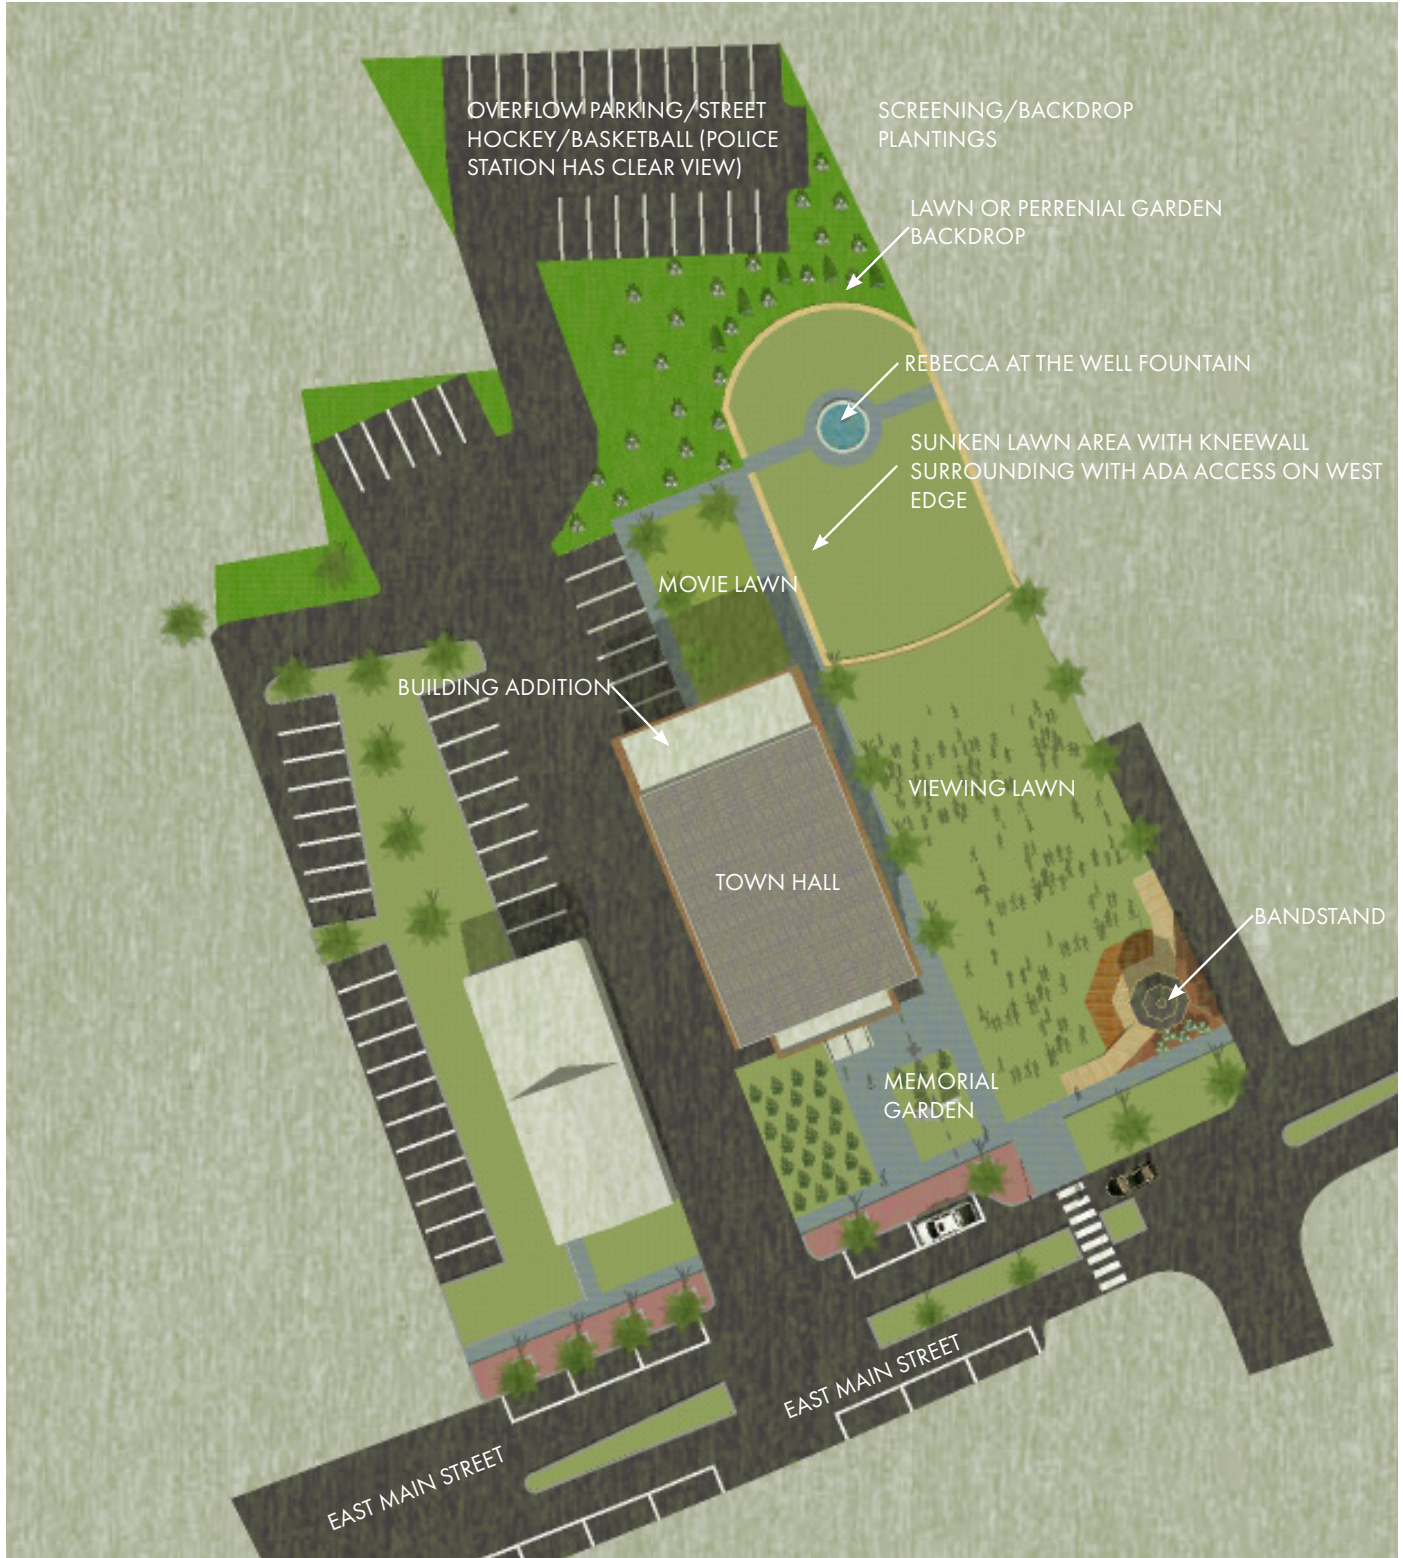 OVERFLOW PARKING/STREET
HOCKEY/BASKETBALL (POLICE
STATION HAS CLEAR VIEW)
SCREENING/BACKDROP
PLANTINGS
LAWN OR PERRENIAL GARDEN
BACKDROP
REBECCA AT THE WELL FOUNTAIN
SUNKEN LAWN AREA WITH KNEEWALL
SURROUNDING WITH ADA ACCESS ON WEST
EDGE
MOVIE LAWN
BUILDING ADDITION
VIEWING LAWN
TOWN HALL
BANDSTAND
MEMORIAL
GARDEN
EAST MAIN STREET
EAST MAIN STREET